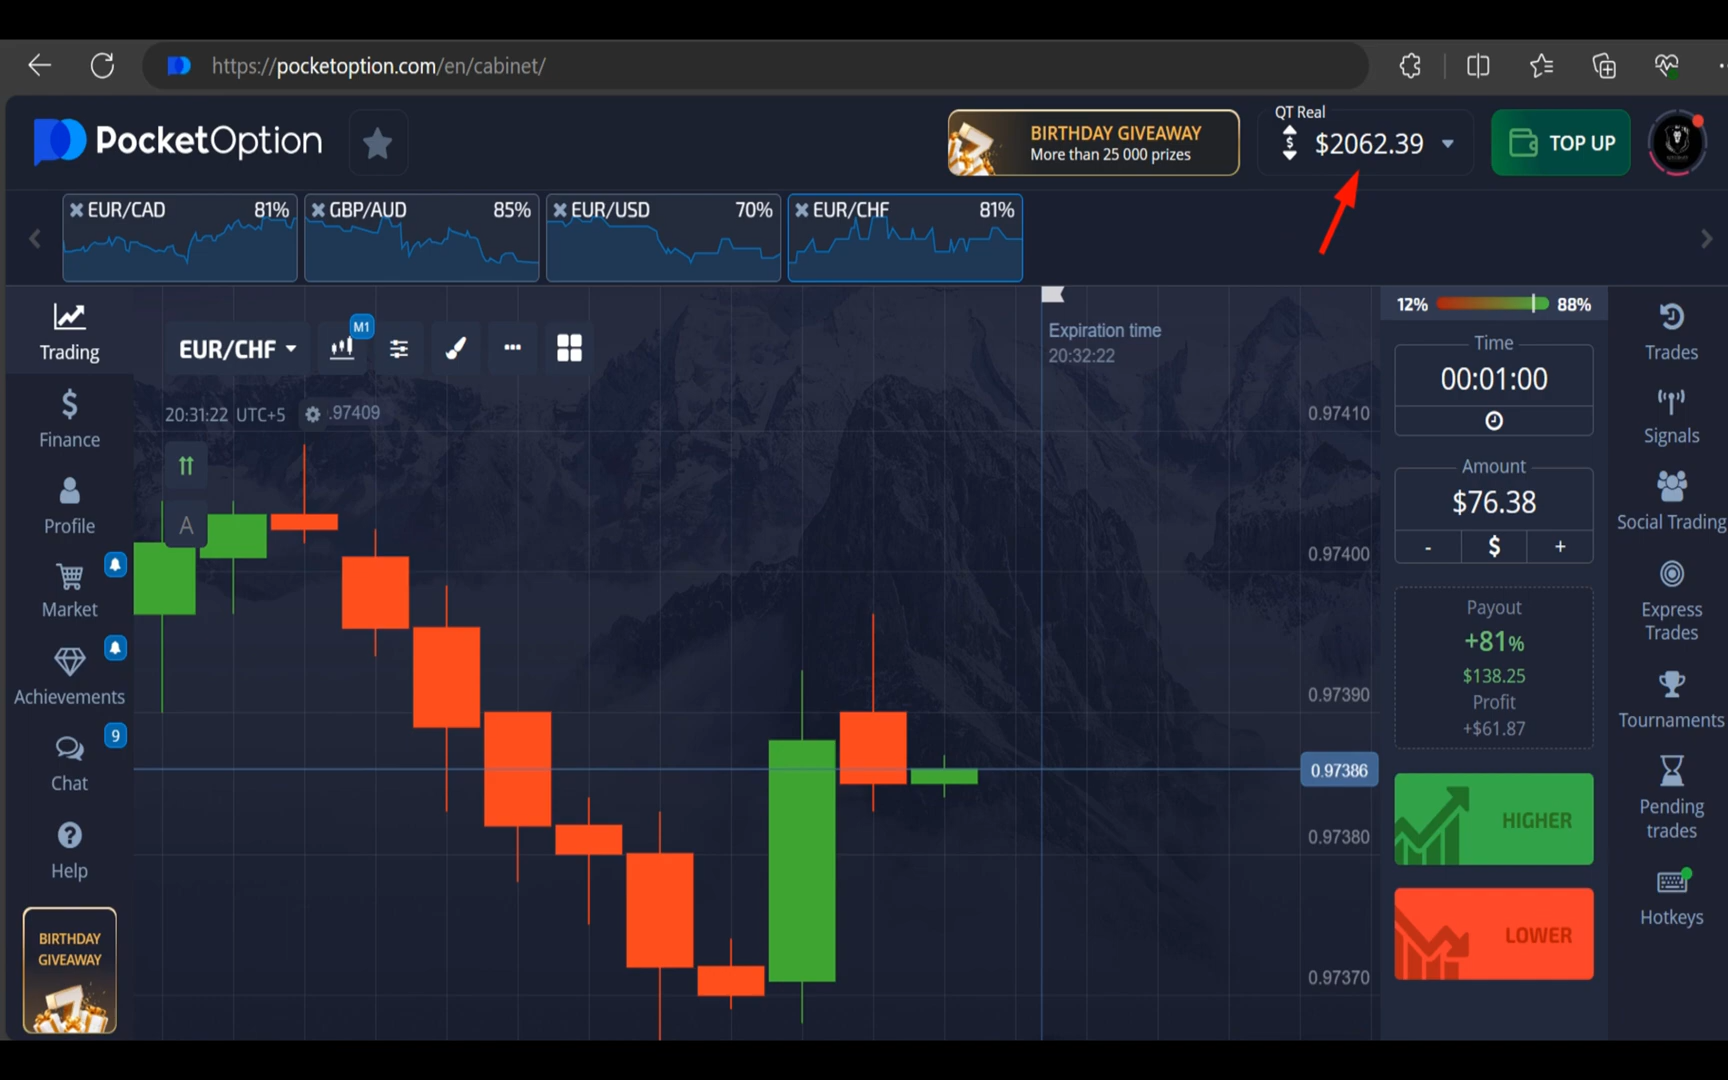 https://pocketoption.com/en/cabinet/
PocketOption
BIRTHDAY GIVEAWAY
More than 25 000 prizes
QT Real
$2062.39
TOP UP
EUR/CAD 81%
GBP/AUD 85%
EUR/USD 70%
EUR/CHF 81%
Trading
Finance
Profile
Market
Achievements
9
Chat
Help
BIRTHDAY
GIVEAWAY
EUR/CHF
M1
20:31:22 UTC+5
.97409
A
Expiration time
20:32:22
0.97410
0.97400
0.97390
0.97386
0.97380
0.97370
12% 88%
Time
00:01:00
Amount
$76.38
- $ +
Payout
+81%
$138.25
Profit
+$61.87
HIGHER
LOWER
Trades
Signals
Social Trading
Express
Trades
Tournaments
Pending
trades
Hotkeys